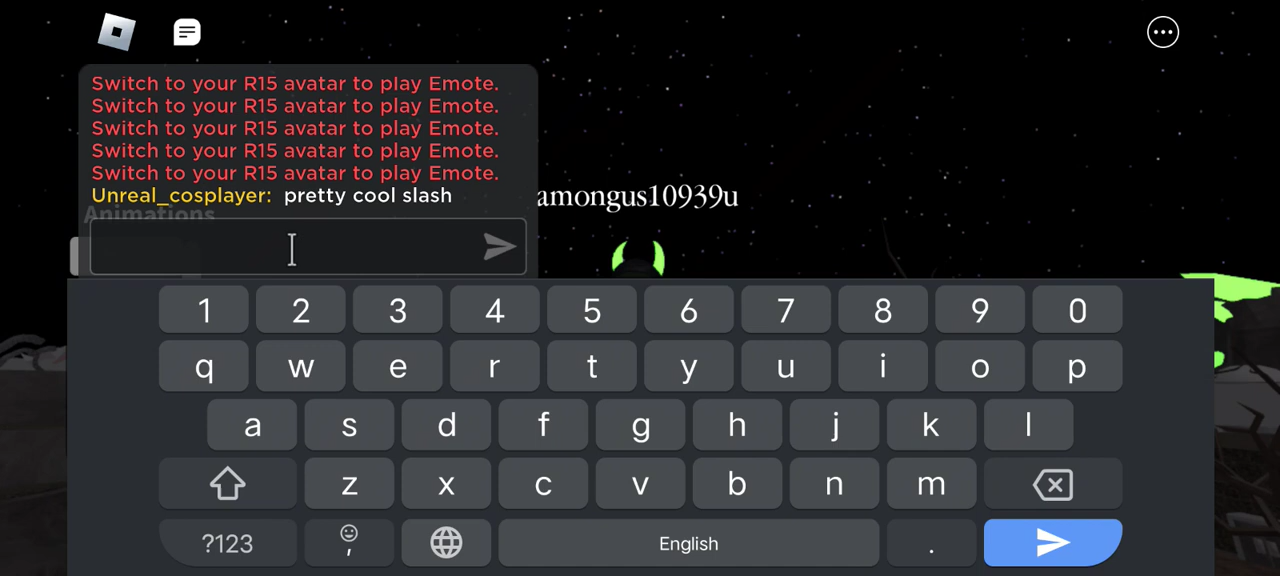 Switch to your R15 avatar to play Emote.
Switch to your R15 avatar to play Emote.
Switch to your R15 avatar to play Emote.
Switch to your R15 avatar to play Emote.
Switch to your R15 avatar to play Emote.
Unreal_cosplayer: pretty cool slash
amongus10939u
Animations
1 2 3 4 5 6 7 8 9 0
q w e r t y u i o p
a s d f g h j k l
z x c v b n m
?123 , English .